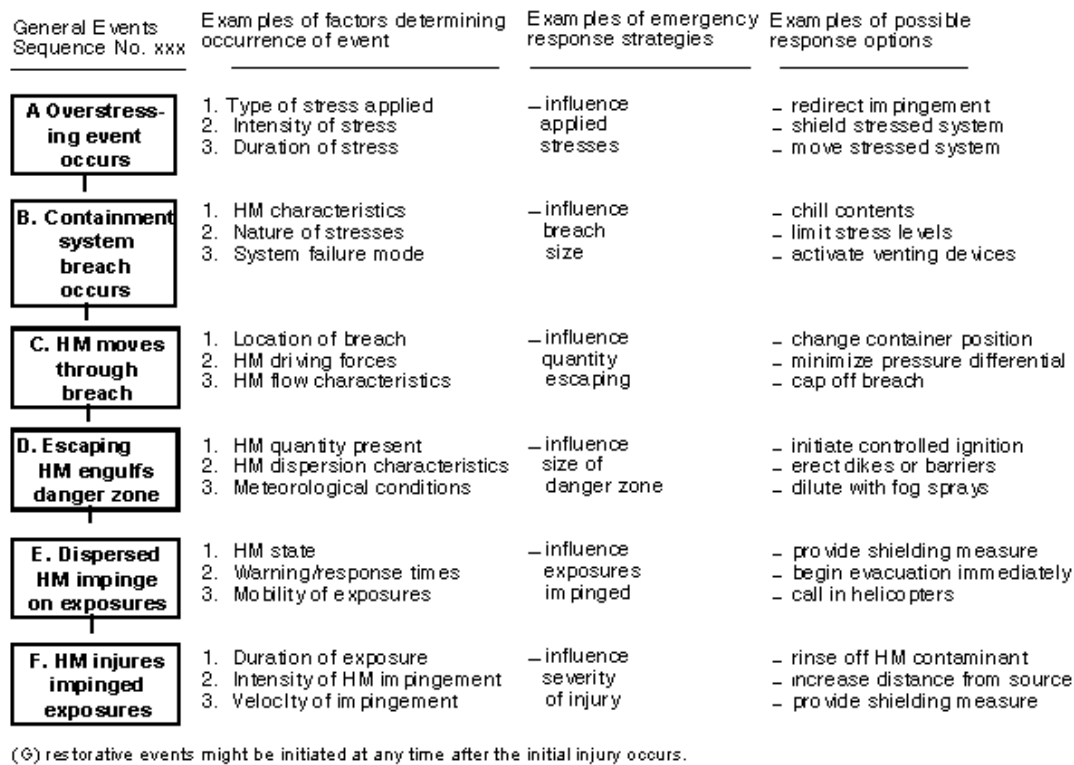 General Events
Sequence No. xxx
Examples of factors determining
occurrence of event
Examples of emergency
response strategies
Examples of possible
response options
A Overstress-
ing event
occurs
1. Type of stress applied
2. Intensity of stress
3. Duration of stress
– influence
applied
stresses
– redirect impingement
– shield stressed system
– move stressed system
B. Containment
system
breach
occurs
1. HM characteristics
2. Nature of stresses
3. System failure mode
– influence
breach
size
– chill contents
– limit stress levels
– activate venting devices
C. HM moves
through
breach
1. Location of breach
2. HM driving forces
3. HM flow characteristics
– influence
quantity
escaping
– change container position
– minimize pressure differential
– cap off breach
D. Escaping
HM engulfs
danger zone
1. HM quantity present
2. HM dispersion characteristics
3. Meteorological conditions
– influence
size of
danger zone
– initiate controlled ignition
– erect dikes or barriers
– dilute with fog sprays
E. Dispersed
HM impinge
on exposures
1. HM state
2. Warning/response times
3. Mobility of exposures
– influence
exposures
impinged
– provide shielding measure
– begin evacuation immediately
– call in helicopters
F. HM injures
impinged
exposures
1. Duration of exposure
2. Intensity of HM impingement
3. Velocity of impingement
– influence
severity
of injury
– rinse off HM contaminant
– increase distance from source
– provide shielding measure
(G) restorative events might be initiated at any time after the initial injury occurs.